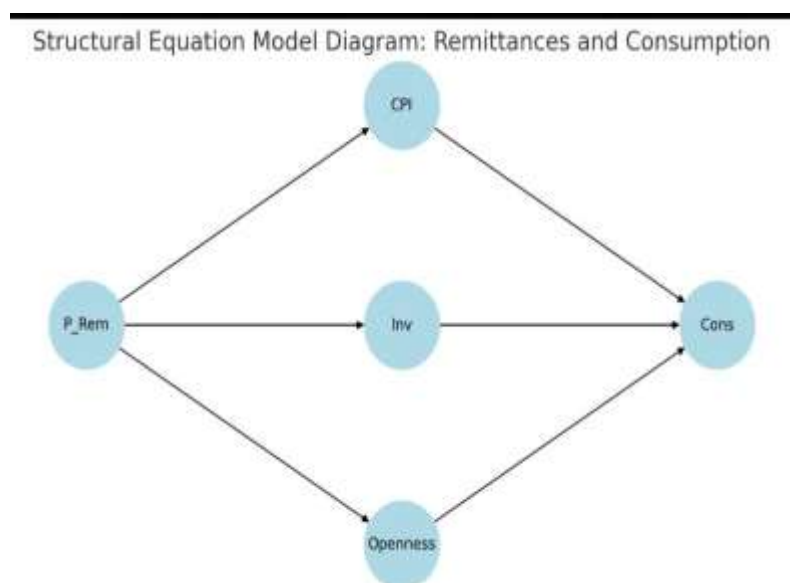 Structural Equation Model Diagram: Remittances and Consumption
CPI
P_Rem
Inv
Cons
Openness